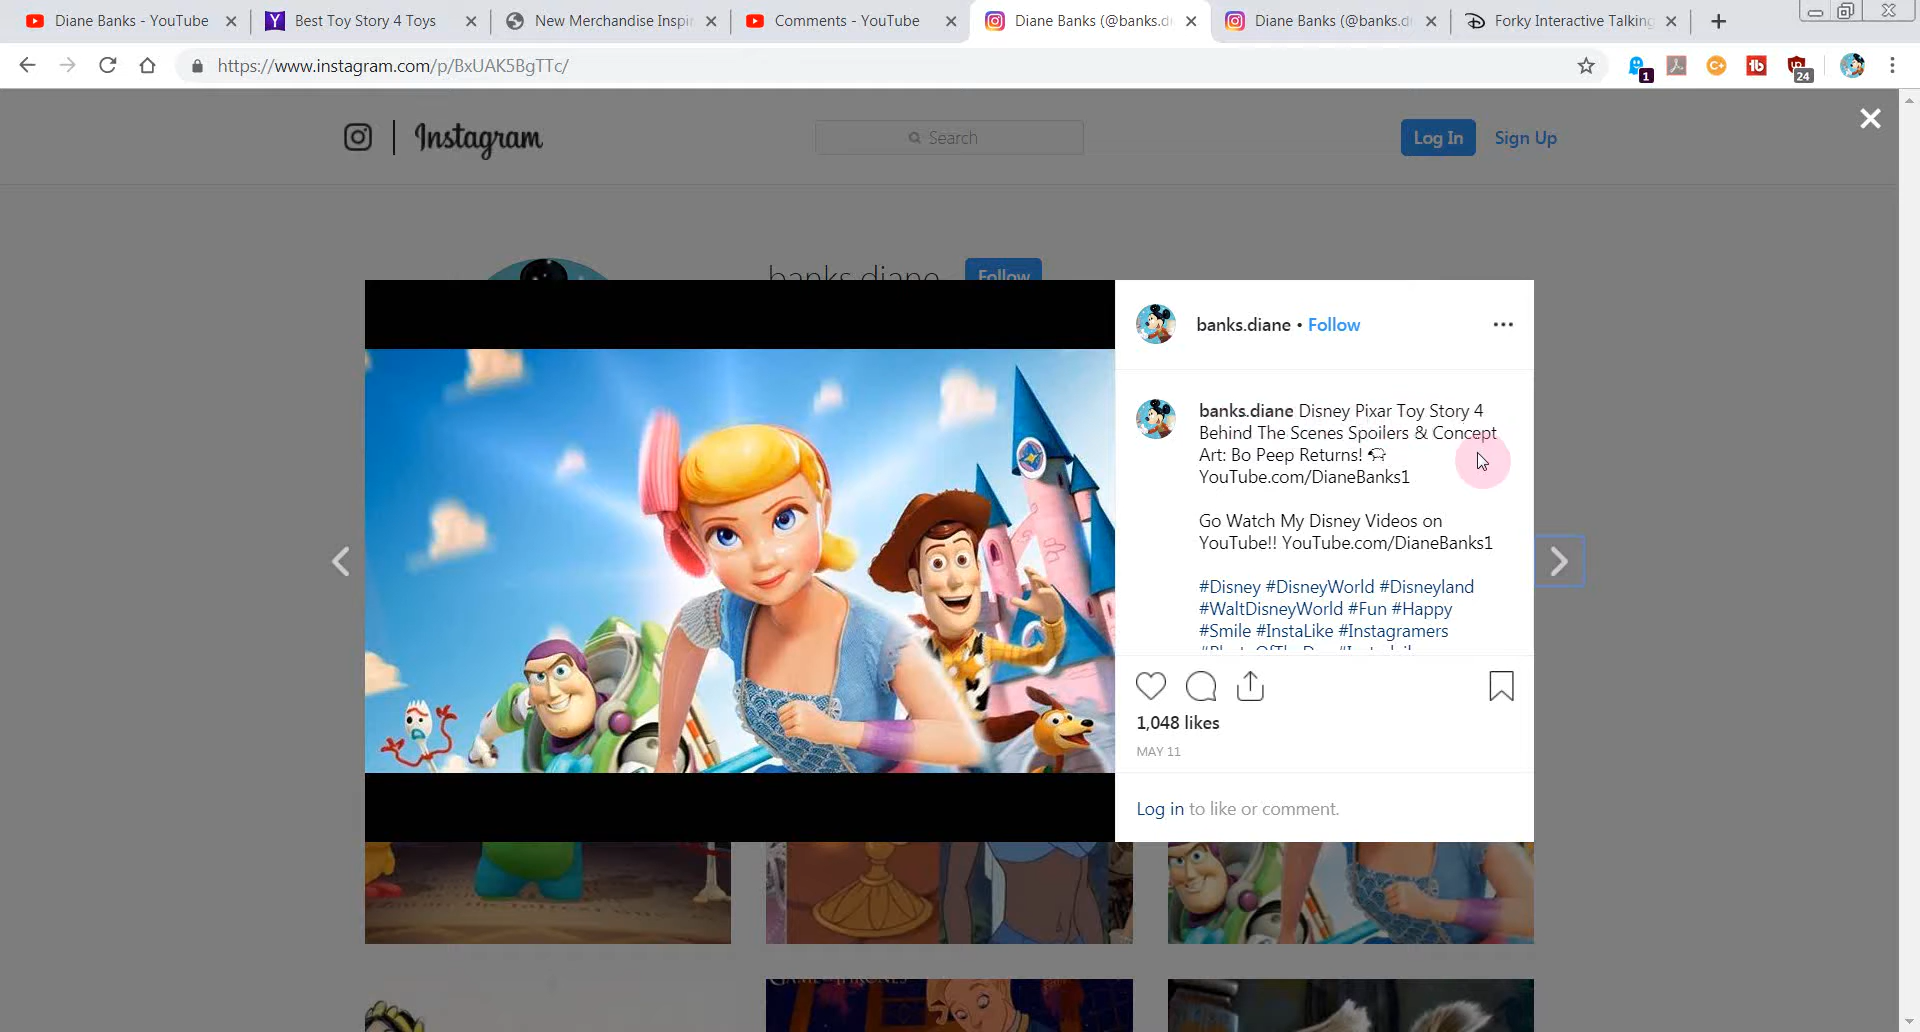 Diane Banks - YouTube
Best Toy Story 4 Toys
New Merchandise Inspi
Comments - YouTube
Diane Banks (@banks.d
Diane Banks (@banks.d
Forky Interactive Talking
https://www.instagram.com/p/BxUAK5BgTTc/
1
24
Instagram
Search
Log In
Sign Up
banks.diane
Follow
banks.diane • Follow
banks.diane Disney Pixar Toy Story 4
Behind The Scenes Spoilers & Concept
Art: Bo Peep Returns!
YouTube.com/DianeBanks1
Go Watch My Disney Videos on
YouTube!! YouTube.com/DianeBanks1
#Disney #DisneyWorld #Disneyland
#WaltDisneyWorld #Fun #Happy
#Smile #InstaLike #Instagramers
1,048 likes
MAY 11
Log in to like or comment.